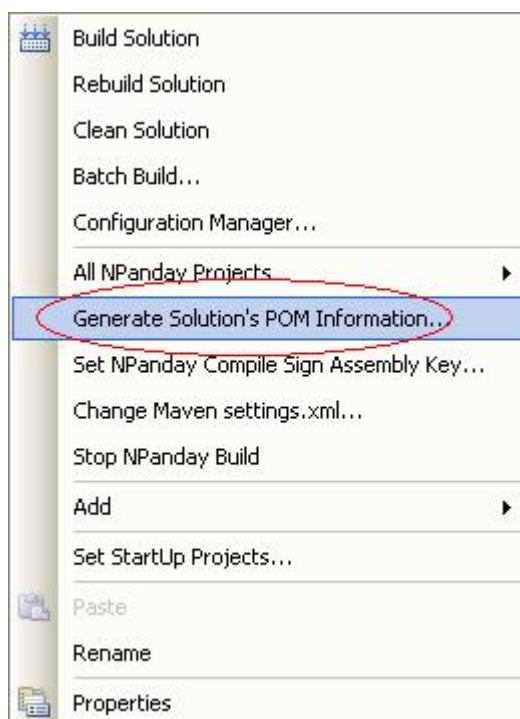 Build Solution
Rebuild Solution
Clean Solution
Batch Build...
Configuration Manager...
All NPanday Projects
Generate Solution's POM Information...
Set NPanday Compile Sign Assembly Key...
Change Maven settings.xml...
Stop NPanday Build
Add
Set StartUp Projects...
Paste
Rename
Properties